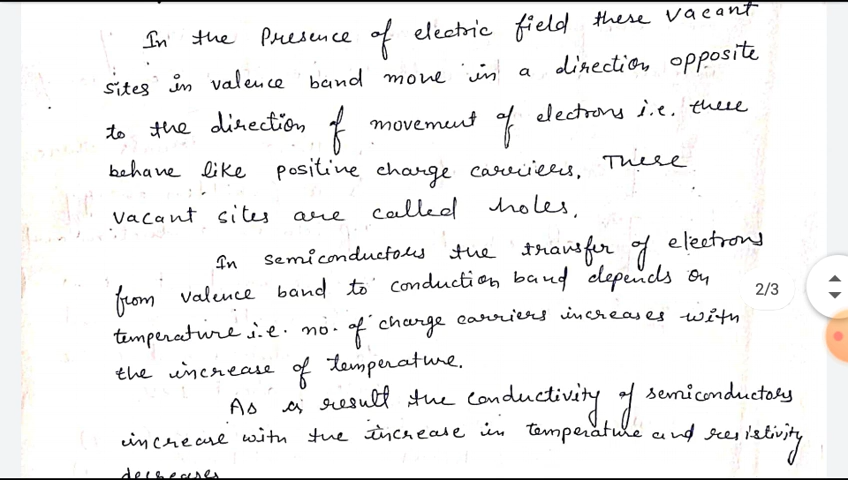 In the Presence of electric field these vacant
sites in valence band move in a direction opposite
to the direction of movement of electrons i.e. these
behave like positive charge carriers. These
vacant sites are called holes.
In semiconductors the transfer of electrons
from valence band to conduction band depends on
temperature i.e. no. of charge carriers increases with
the increase of temperature.
As a result the conductivity of semiconductors
increase with the increase in temperature and resistivity
decreases
2/3